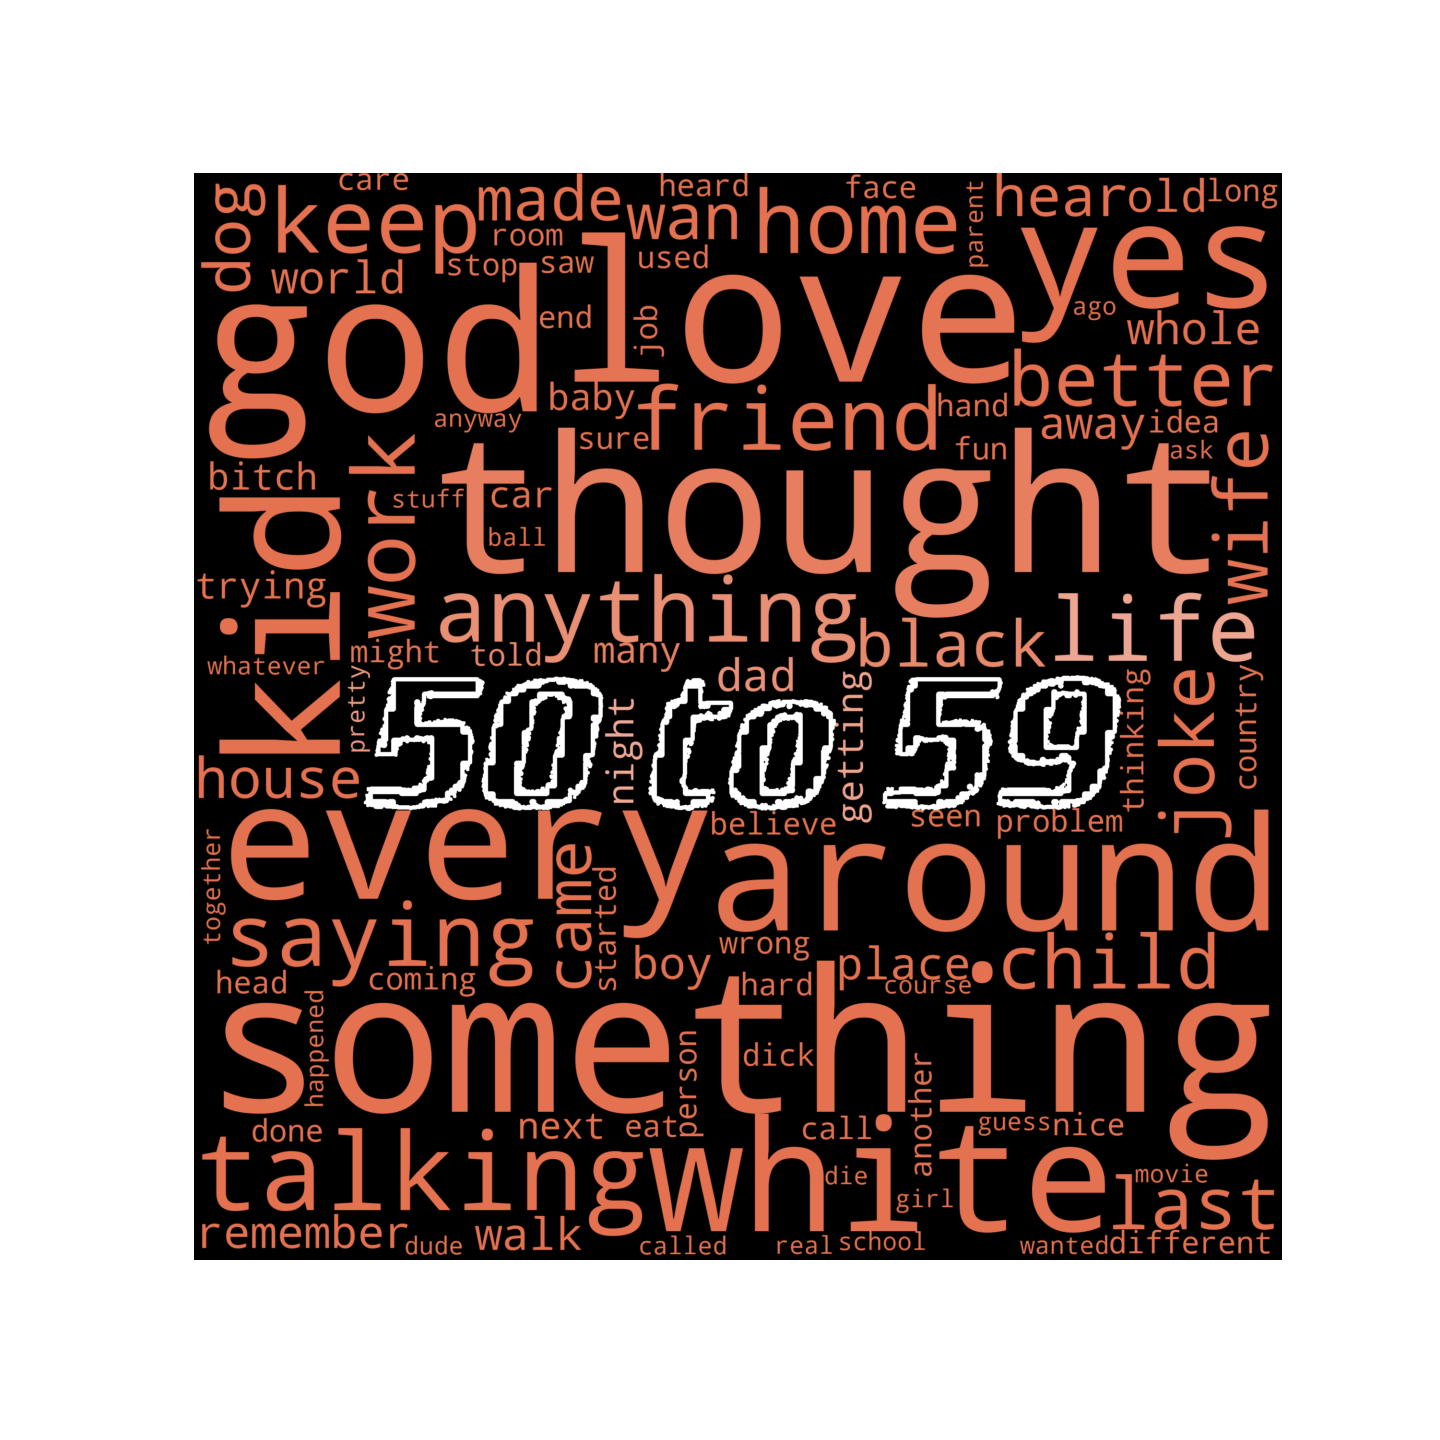 care
heard
face
long
dog
keep
made
wan
home
parent
hear
old
room
yes
world
stop
saw
used
god
love
end
job
ago
whole
better
baby
friend
hand
anyway
away
idea
sure
fun
ask
wife
bitch
work
thought
kid
stuff
car
ball
trying
anything
life
black
might
told
many
whatever
dad
pretty
getting
thinking
joke
country
50 to 59
night
house
every
believe
seen
problem
around
together
came
started
saying
wrong
boy
place
child
head
coming
hard
course
something
happened
person
dick
another
done
next
eat
call
guess
nice
talking
white
die
movie
girl
last
remember
dude
walk
called
real
school
wanted
different